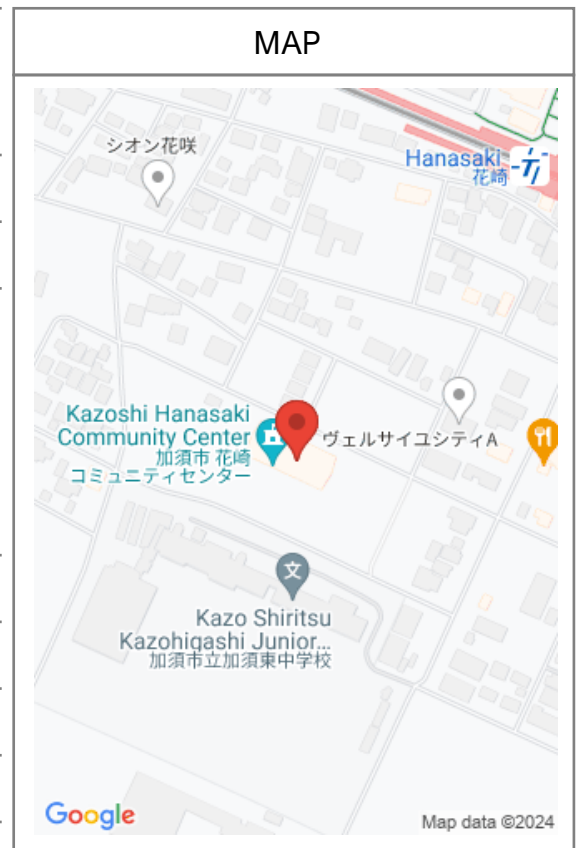 MAP
シオン花咲
Hanasaki
花崎
Kazoshi Hanasaki
Community Center
加須市 花崎
コミュニティセンター
ヴェルサイユシティA
文
Kazo Shiritsu
Kazohigashi Junior...
加須市立加須東中学校
Google
Map data ©2024